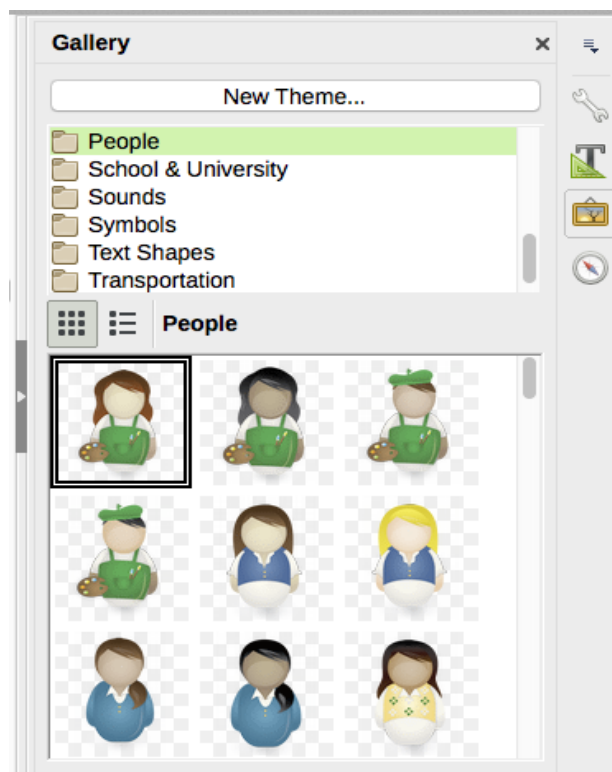 Gallery
New Theme...
People
School & University
Sounds
Symbols
Text Shapes
Transportation
People